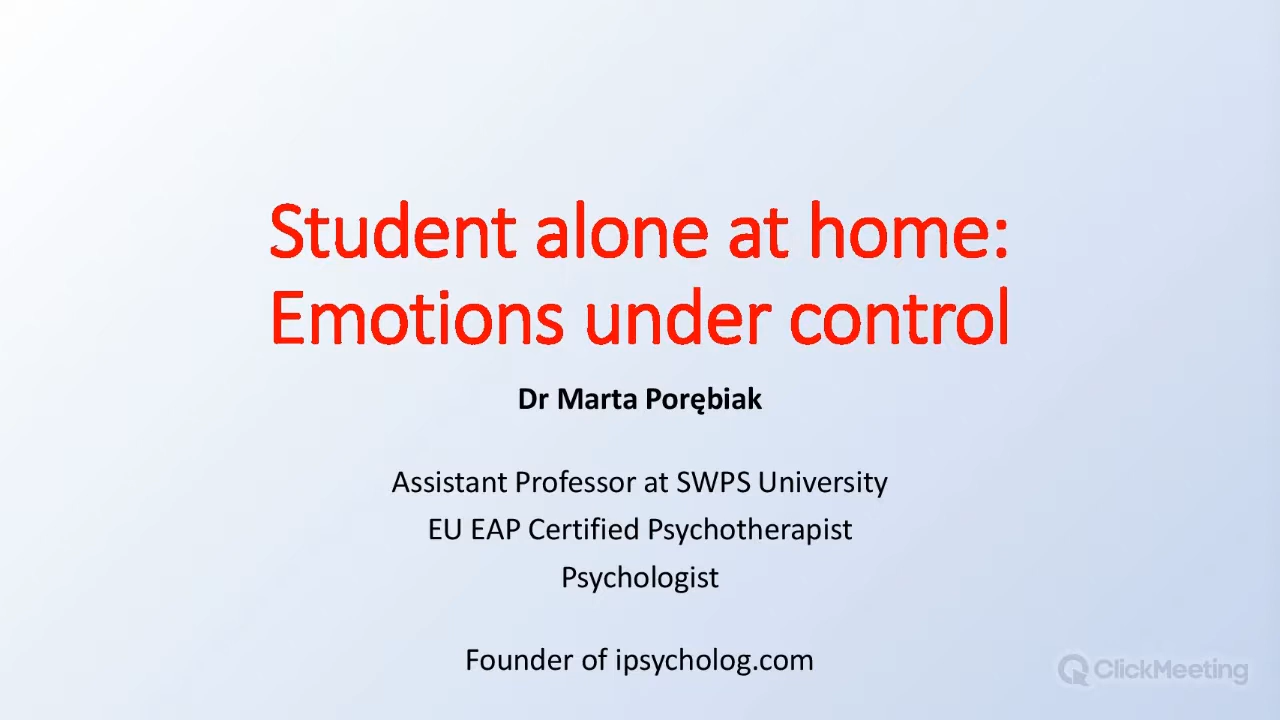 Student alone at home:
Emotions under control
Dr Marta Porębiak
Assistant Professor at SWPS University
EU EAP Certified Psychotherapist
Psychologist
Founder of ipsycholog.com
ClickMeeting